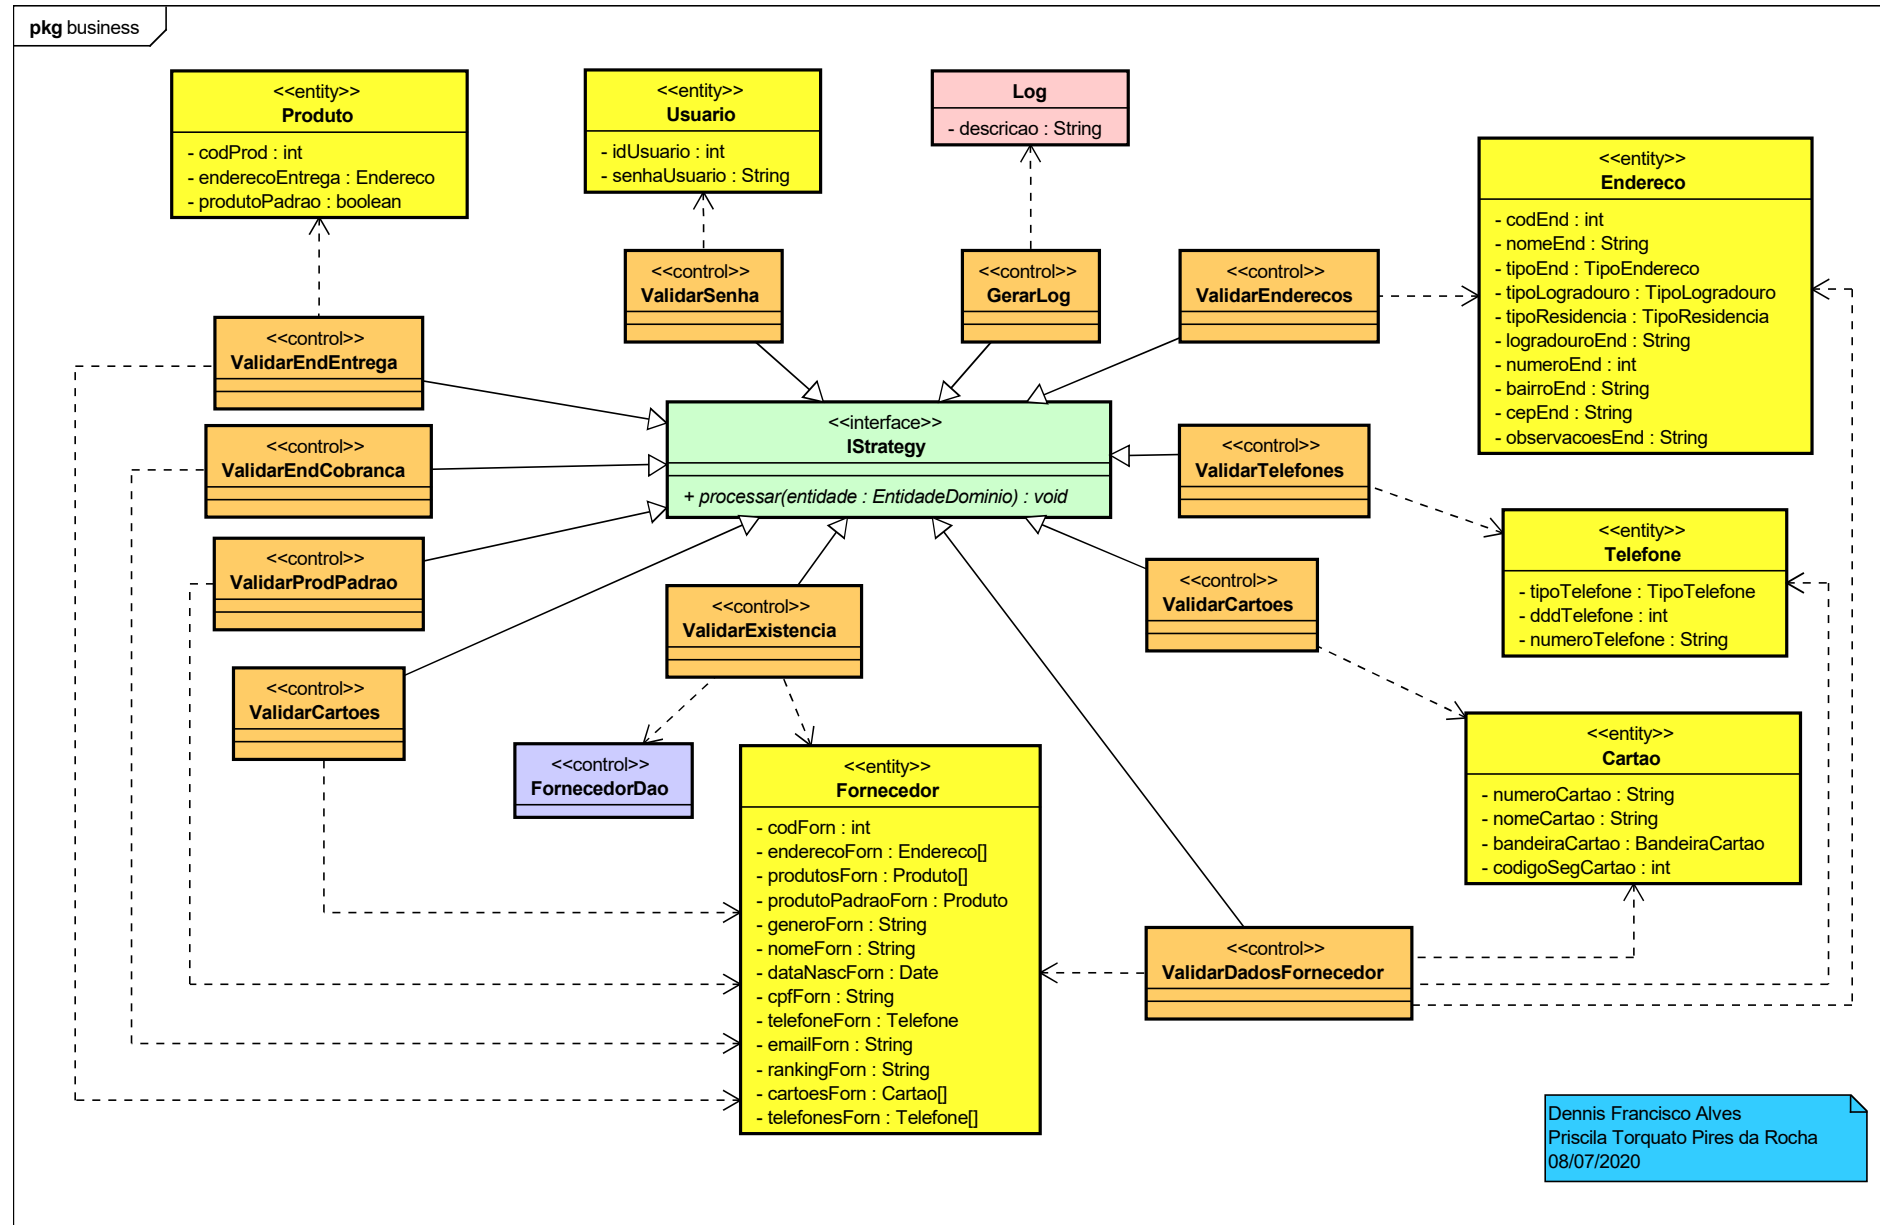 pkg business
<<entity>>
Produto
- codProd : int
- enderecoEntrega : Endereco
- produtoPadrao : boolean
<<entity>>
Usuario
- idUsuario : int
- senhaUsuario : String
Log
- descricao : String
<<entity>>
Endereco
- codEnd : int
- nomeEnd : String
- tipoEnd : TipoEndereco
- tipoLogradouro : TipoLogradouro
- tipoResidencia : TipoResidencia
- logradouroEnd : String
- numeroEnd : int
- bairroEnd : String
- cepEnd : String
- observacoesEnd : String
<<control>>
ValidarSenha
<<control>>
GerarLog
<<control>>
ValidarEnderecos
<<control>>
ValidarEndEntrega
<<interface>>
IStrategy
+ processar(entidade : EntidadeDominio) : void
<<control>>
ValidarEndCobranca
<<control>>
ValidarTelefones
<<entity>>
Telefone
- tipoTelefone : TipoTelefone
- dddTelefone : int
- numeroTelefone : String
<<control>>
ValidarProdPadrao
<<control>>
ValidarExistencia
<<control>>
ValidarCartoes
<<control>>
ValidarCartoes
<<control>>
FornecedorDao
<<entity>>
Fornecedor
- codForn : int
- enderecoForn : Endereco[]
- produtosForn : Produto[]
- produtoPadraoForn : Produto
- generoForn : String
- nomeForn : String
- dataNascForn : Date
- cpfForn : String
- telefoneForn : Telefone
- emailForn : String
- rankingForn : String
- cartoesForn : Cartao[]
- telefonesForn : Telefone[]
<<entity>>
Cartao
- numeroCartao : String
- nomeCartao : String
- bandeiraCartao : BandeiraCartao
- codigoSegCartao : int
<<control>>
ValidarDadosFornecedor
Dennis Francisco Alves
Priscila Torquato Pires da Rocha
08/07/2020